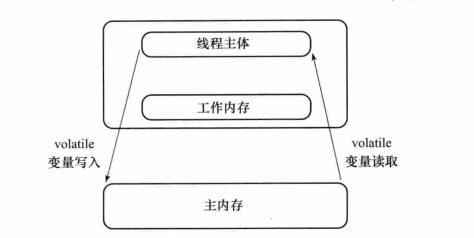 线程主体
工作内存
volatile
变量写入
volatile
变量读取
主内存